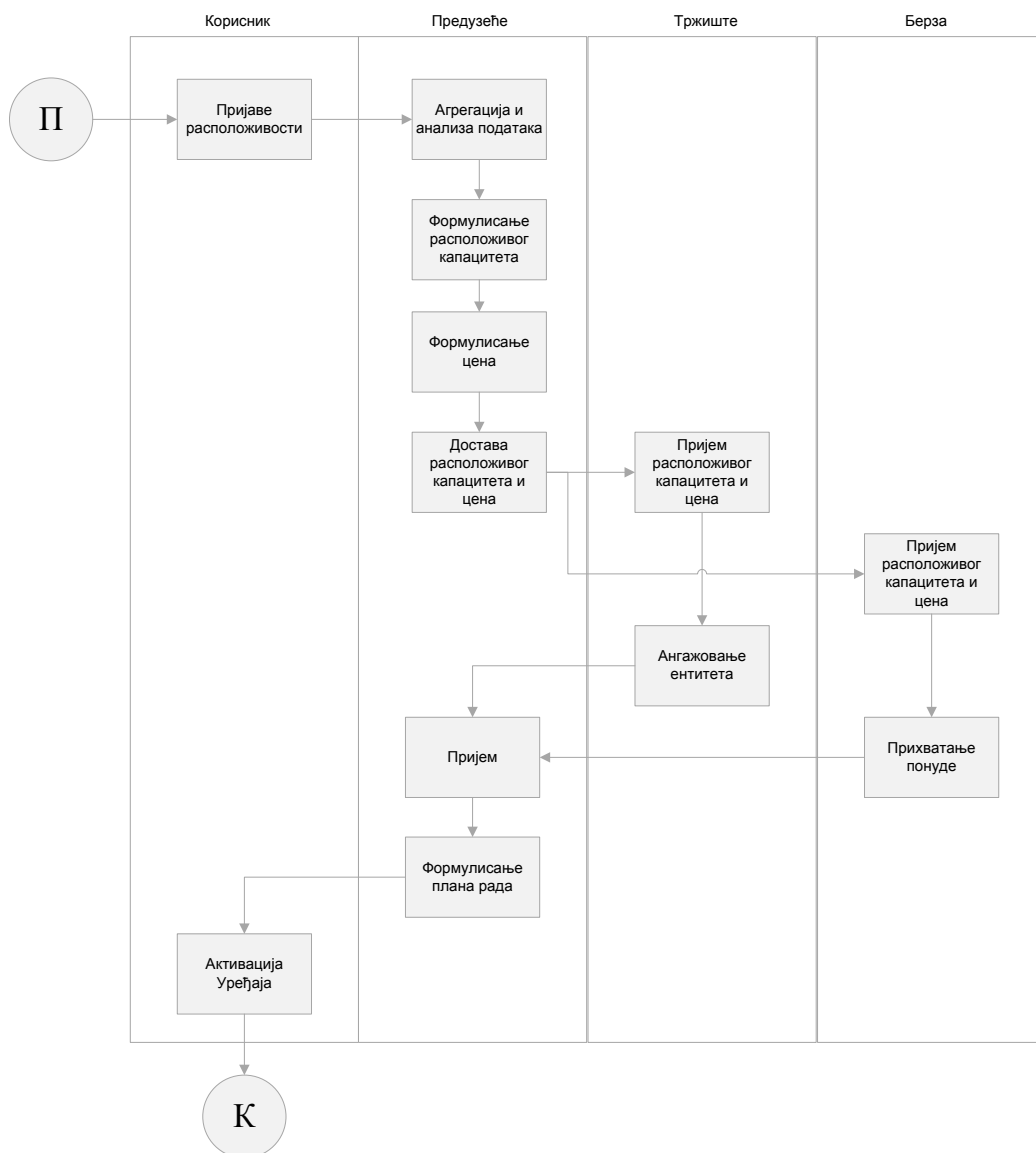 Корисник
Предузеће
Тржиште
Берза
П
Пријаве
расположивости
Агрегација и
анализа података
Формулисање
расположивог
капацитета
Формулисање
цена
Достава
расположивог
капацитета и
цена
Пријем
расположивог
капацитета и
цена
Пријем
расположивог
капацитета и
цена
Ангажовање
ентитета
Пријем
Прихватање
понуде
Формулисање
плана рада
Активација
Уређаја
К